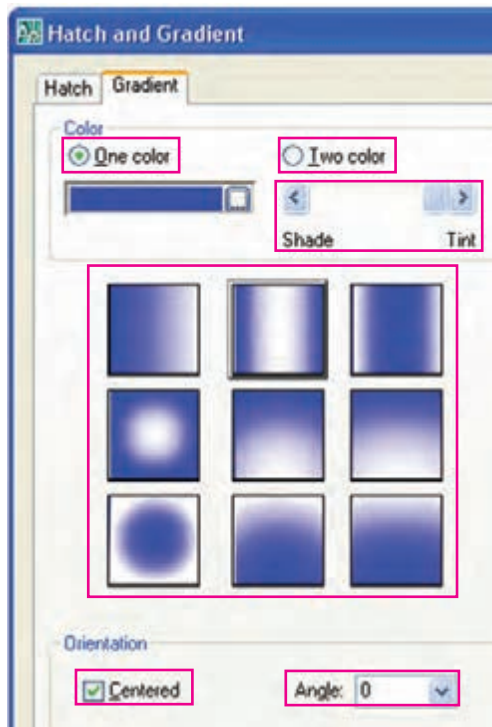 Hatch and Gradient
Hatch Gradient
Color
One color Two color
Shade Tint
Orientation
Centered Angle: 0